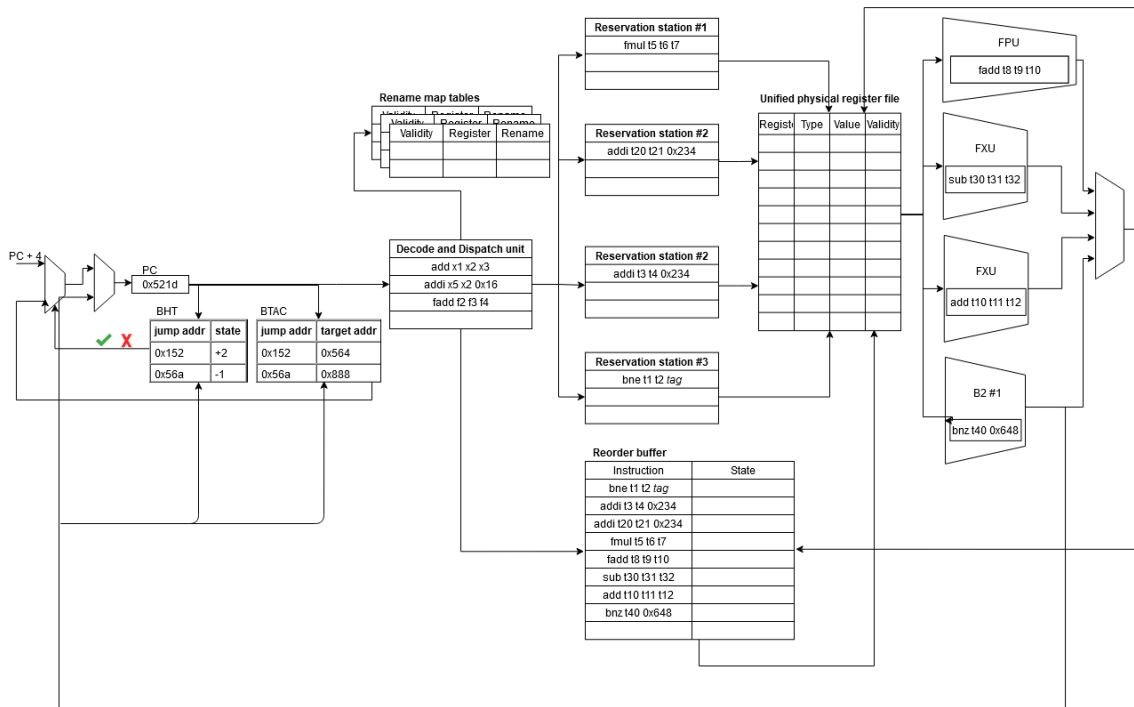 Reservation station #1
fmul t5 t6 t7
FPU
fadd t8 t9 t10
Rename map tables
Validity Register Rename
Validity Register Rename
Validity Register Rename
Unified physical register file
Registe Type Value Validity
Reservation station #2
addi t20 t21 0x234
FXU
sub t30 t31 t32
Decode and Dispatch unit
add x1 x2 x3
addi x5 x2 0x16
fadd f2 f3 f4
Reservation station #2
addi t3 t4 0x234
FXU
add t10 t11 t12
PC + 4
PC
0x521d
BHT
jump addr state
0x152 +2
0x56a -1
BTAC
jump addr target addr
0x152 0x564
0x56a 0x888
Reservation station #3
bne t1 t2 tag
B2 #1
bnz t40 0x648
Reorder buffer
Instruction State
bne t1 t2 tag
addi t3 t4 0x234
addi t20 t21 0x234
fmul t5 t6 t7
fadd t8 t9 t10
sub t30 t31 t32
add t10 t11 t12
bnz t40 0x648